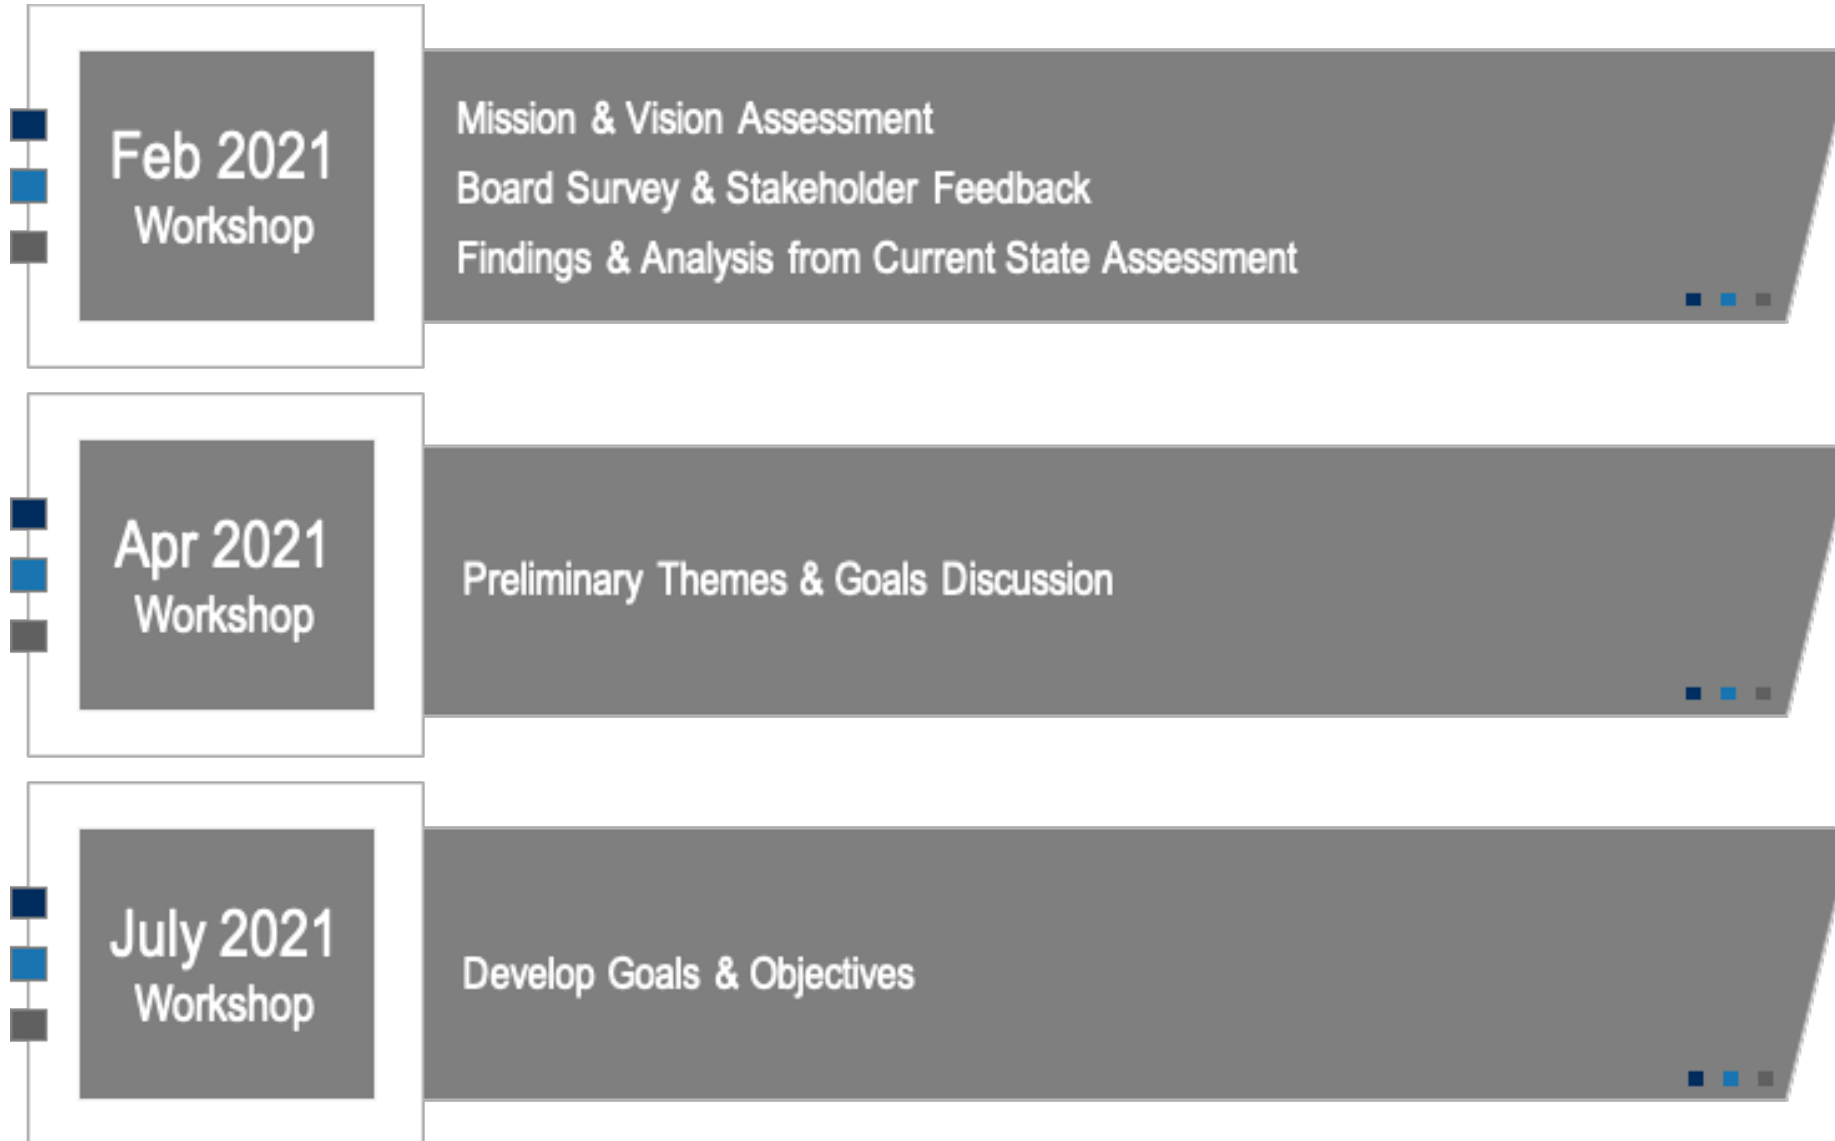 Feb 2021
Workshop
Mission & Vision Assessment
Board Survey & Stakeholder Feedback
Findings & Analysis from Current State Assessment
Apr 2021
Workshop
Preliminary Themes & Goals Discussion
July 2021
Workshop
Develop Goals & Objectives